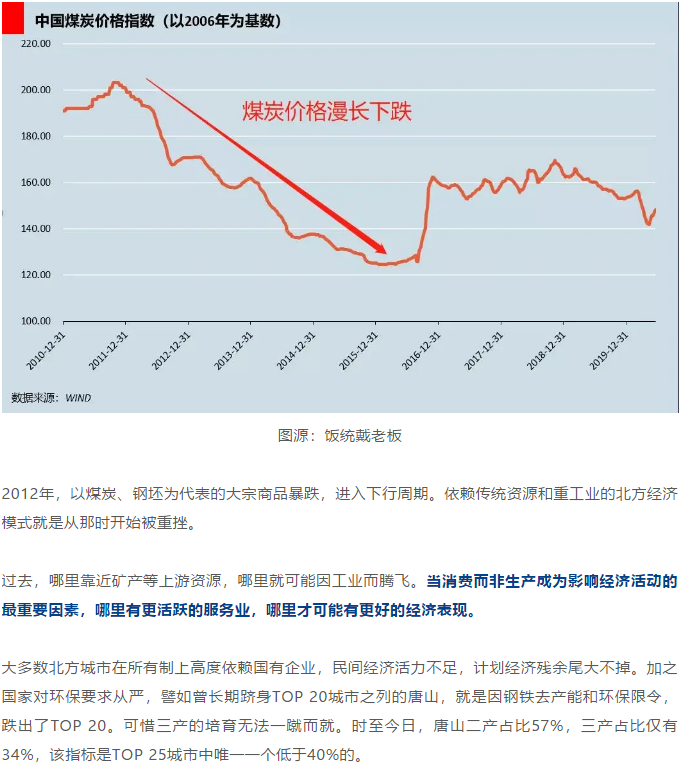 中国煤炭价格指数（以2006年为基数）
220.00
200.00
180.00
160.00
140.00
120.00
100.00
煤炭价格漫长下跌
2010-12-31
2011-12-31
2012-12-31
2013-12-31
2014-12-31
2015-12-31
2016-12-31
2017-12-31
2018-12-31
2019-12-31
数据来源：WIND
图源：饭统戴老板
2012年，以煤炭、钢坯为代表的大宗商品暴跌，进入下行周期。依赖传统资源和重工业的北方经济
模式就是从那时开始被重挫。
过去，哪里靠近矿产等上游资源，哪里就可能因工业而腾飞。当消费而非生产成为影响经济活动的
最重要因素，哪里有更活跃的服务业，哪里才可能有更好的经济表现。
大多数北方城市在所有制上高度依赖国有企业，民间经济活力不足，计划经济残余尾大不掉。加之
国家对环保要求从严，譬如曾长期跻身TOP 20城市之列的唐山，就是因钢铁去产能和环保限令，
跌出了TOP 20。可惜三产的培育无法一蹴而就。时至今日，唐山二产占比57%，三产占比仅有
34%，该指标是TOP 25城市中唯一一个低于40%的。